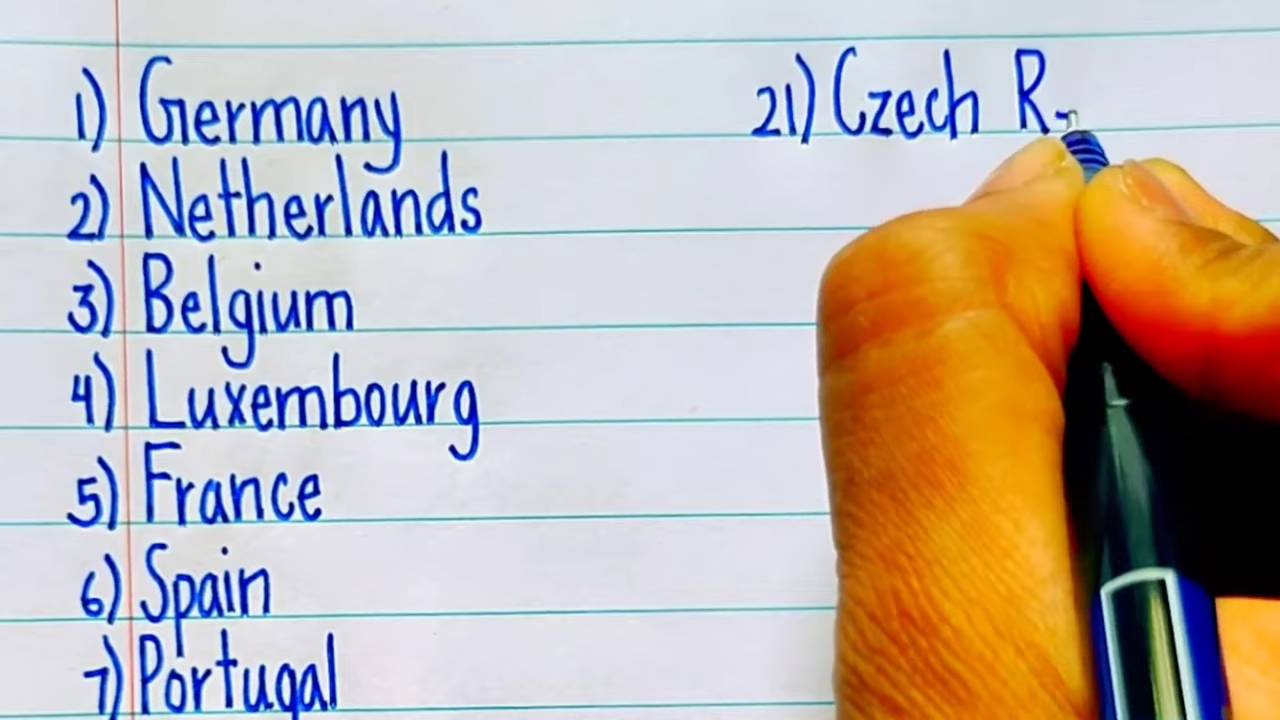 1) Germany
2) Netherlands
3) Belgium
4) Luxembourg
5) France
6) Spain
7) Portugal
21) Czech R